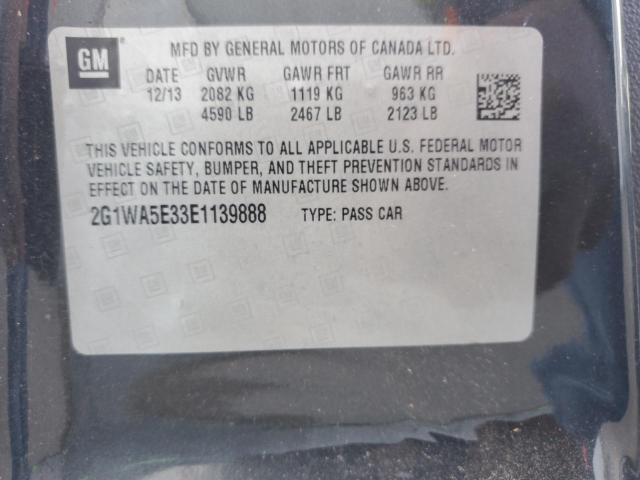 GM
MFD BY GENERAL MOTORS OF CANADA LTD.
DATE GVWR GAWR FRT GAWR RR
12/13 2082 KG 1119 KG 963 KG
4590 LB 2467 LB 2123 LB
THIS VEHICLE CONFORMS TO ALL APPLICABLE U.S. FEDERAL MOTOR
VEHICLE SAFETY, BUMPER, AND THEFT PREVENTION STANDARDS IN
EFFECT ON THE DATE OF MANUFACTURE SHOWN ABOVE.
2G1WA5E33E1139888 TYPE: PASS CAR